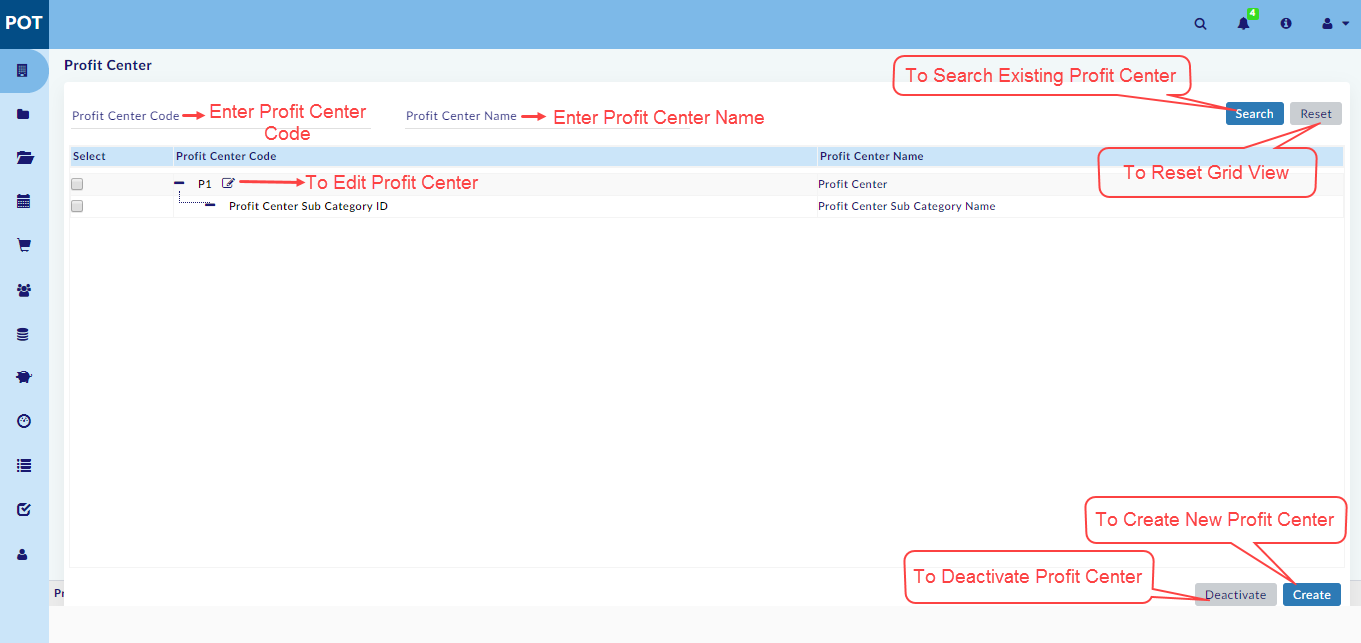 POT
4
Profit Center
To Search Existing Profit Center
Profit Center Code
Enter Profit Center
Code
Profit Center Name
Enter Profit Center Name
Search
Reset
Select
Profit Center Code
Profit Center Name
To Reset Grid View
P1
To Edit Profit Center
Profit Center
Profit Center Sub Category ID
Profit Center Sub Category Name
To Create New Profit Center
To Deactivate Profit Center
Deactivate
Create